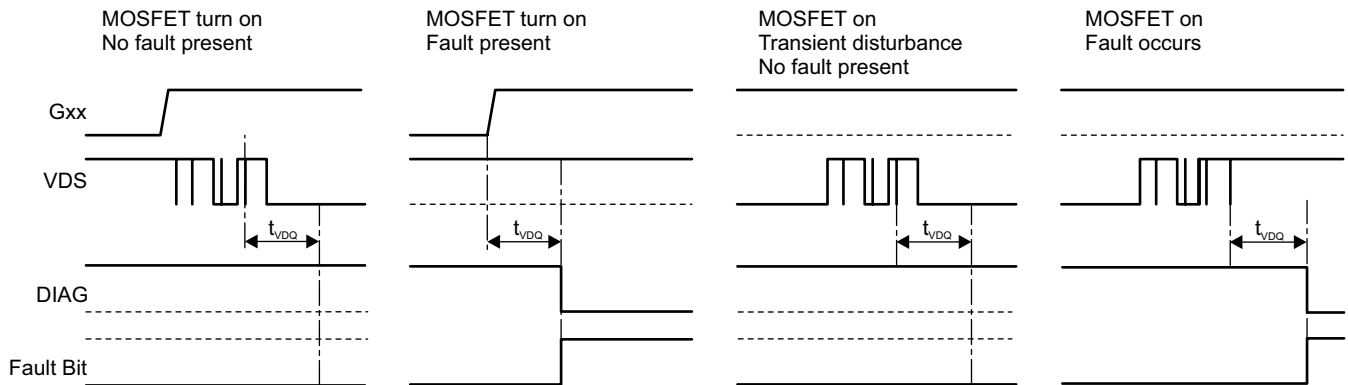 MOSFET turn on
No fault present
MOSFET turn on
Fault present
MOSFET on
Transient disturbance
No fault present
MOSFET on
Fault occurs
Gxx
VDS
tVDQ
tVDQ
tVDQ
tVDQ
DIAG
Fault Bit